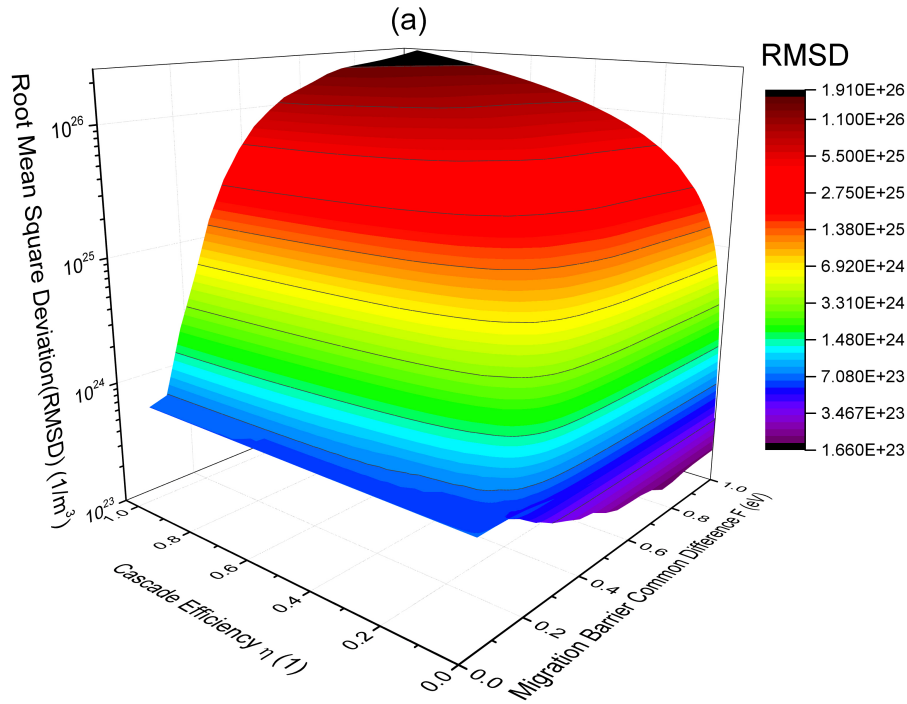 (a)
RMSD
1.910E+26
1.100E+26
5.500E+25
2.750E+25
1.380E+25
6.920E+24
3.310E+24
1.480E+24
7.080E+23
3.467E+23
1.660E+23
Root Mean Square Deviation(RMSD) (1/m³)
10²⁶
10²⁵
10²⁴
10²³
1.0
0.8
0.6
0.4
0.2
0.0
Cascade Efficiency η (1)
0.0
0.2
0.4
0.6
0.8
1.0
Migration Barrier Common Difference F (eV)